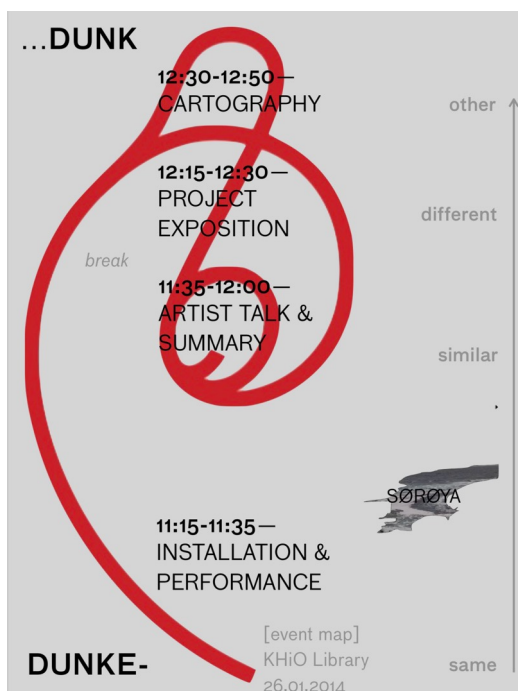 ...DUNK
12:30-12:50—
CARTOGRAPHY
other
12:15-12:30—
PROJECT
EXPOSITION
different
break
11:35-12:00—
ARTIST TALK &
SUMMARY
similar
SØRØYA
11:15-11:35—
INSTALLATION &
PERFORMANCE
[event map]
KHiO Library
26.01.2014
DUNKE-
same